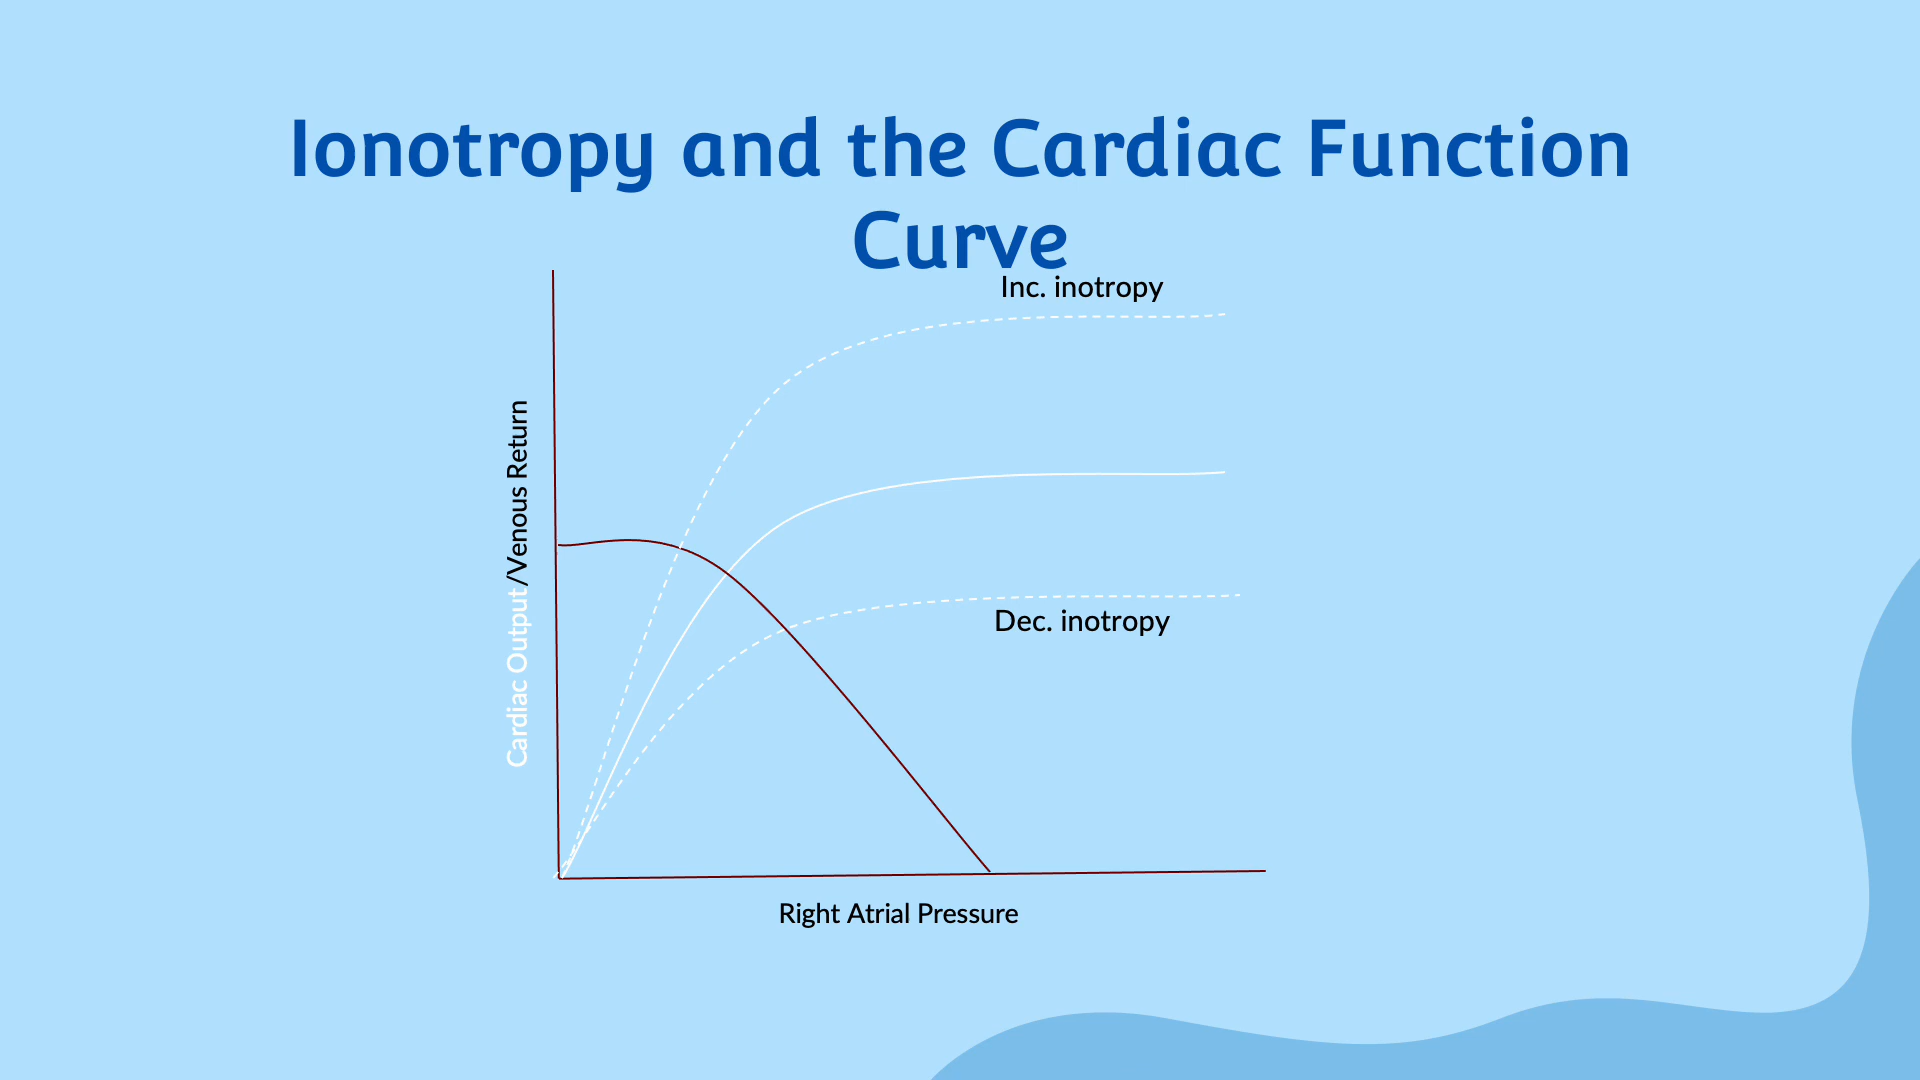 Ionotropy and the Cardiac Function
Curve
Inc. inotropy
Cardiac Output/Venous Return
Dec. inotropy
Right Atrial Pressure